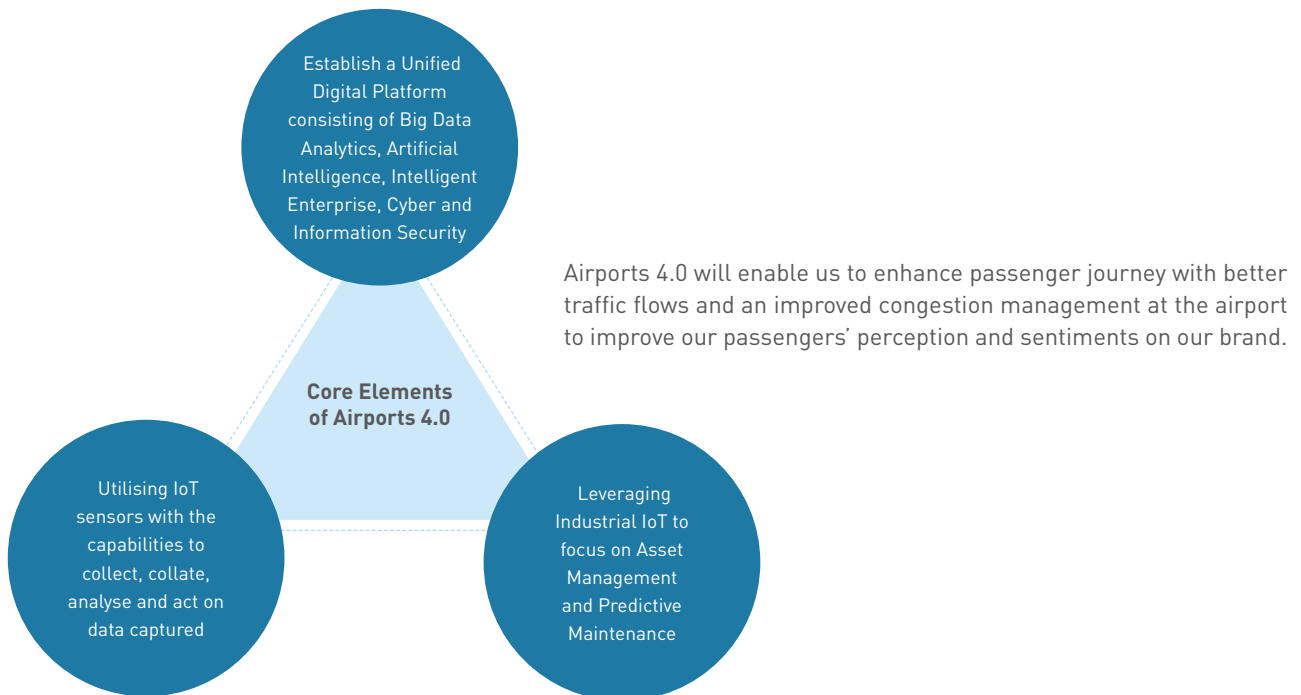 Establish a Unified
Digital Platform
consisting of Big Data
Analytics, Artificial
Intelligence, Intelligent
Enterprise, Cyber and
Information Security
Airports 4.0 will enable us to enhance passenger journey with better
traffic flows and an improved congestion management at the airport
to improve our passengers’ perception and sentiments on our brand.
Core Elements
of Airports 4.0
Utilising IoT
sensors with the
capabilities to
collect, collate,
analyse and act on
data captured
Leveraging
Industrial IoT to
focus on Asset
Management
and Predictive
Maintenance